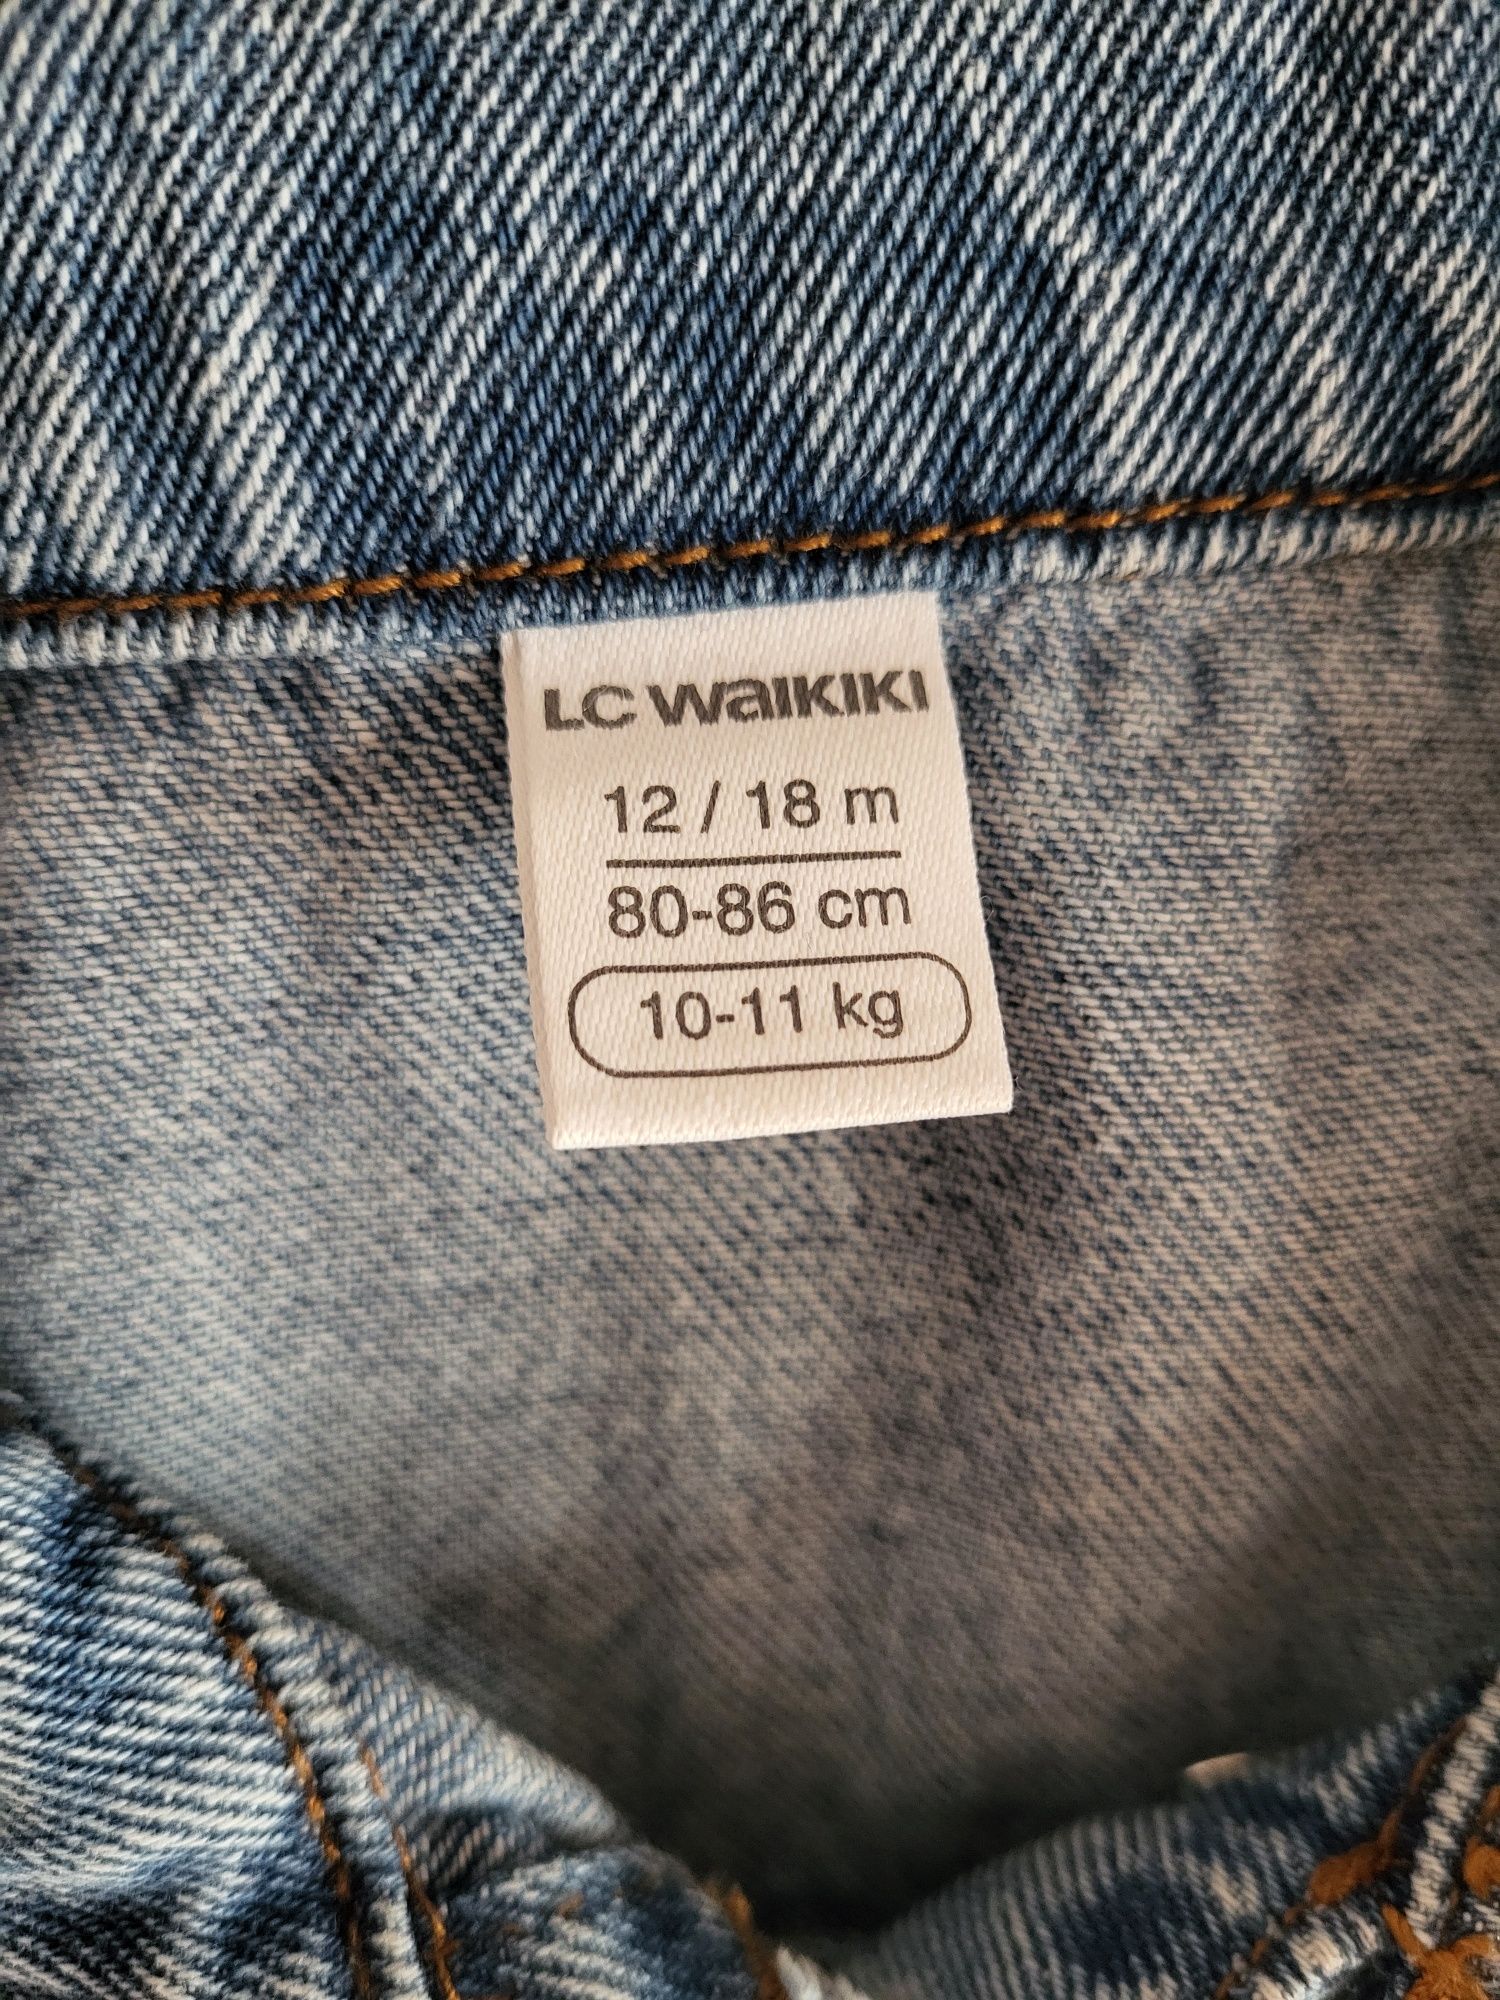 LC WAIKIKI
12 / 18 m
80-86 cm
10-11 kg